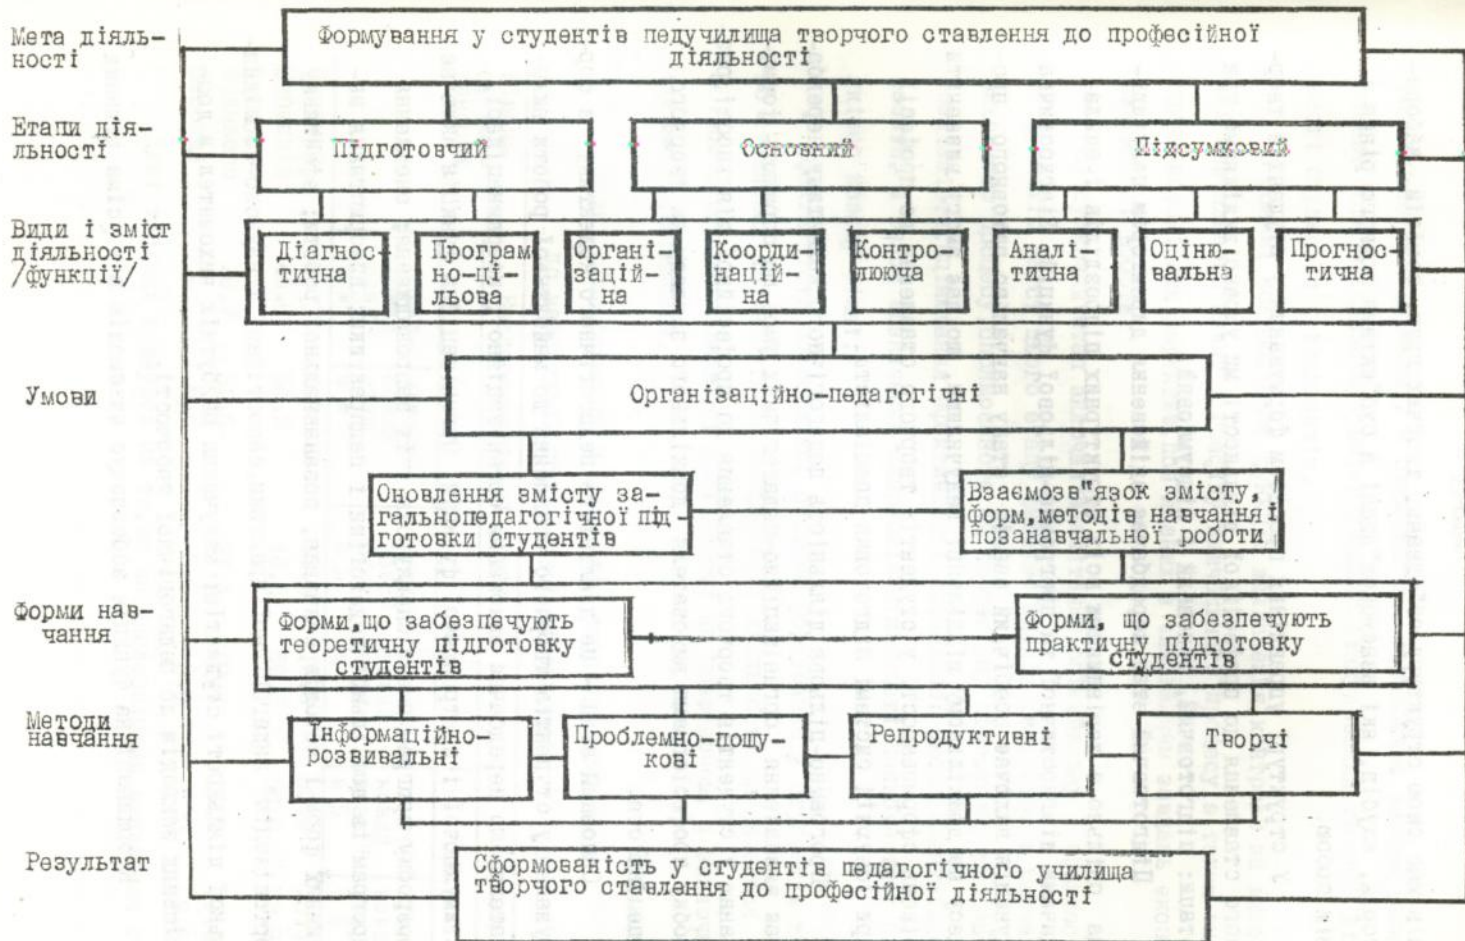 Мета діяль-
ності
Формування у студентів педучилища творчого ставлення до професійної
діяльності
Етапи дія-
льності
Підготовчий
Основний
Підсумковий
Види і зміст
діяльності
/функції/
Діагнос-
тична
Програм
но-ці-
льова
Органі-
заційн-
на
Коорди-
національ-
на
Контро-
лююча
Аналі-
тична
Оціню-
вальна
Прогнос-
тична
Умови
Організаційно-педагогічні
Оновлення змісту за-
гальнопедагогічної під
готовки студентів
Взаємозв"язок змісту,
форм,методів навчання і
позанавчальної роботи
Форми нав-
чання
Форми,що забезпечують
теоретичну підготовку
студентів
Форми, що забезпечують
практичну підготовку
студентів
Методи
навчання
Інформаційно-
розвивальні
Проблемно-пошу-
кові
Репродуктивні
Творчі
Результат
Сформованість у студентів педагогічного училища
творчого ставлення до професійної діяльності